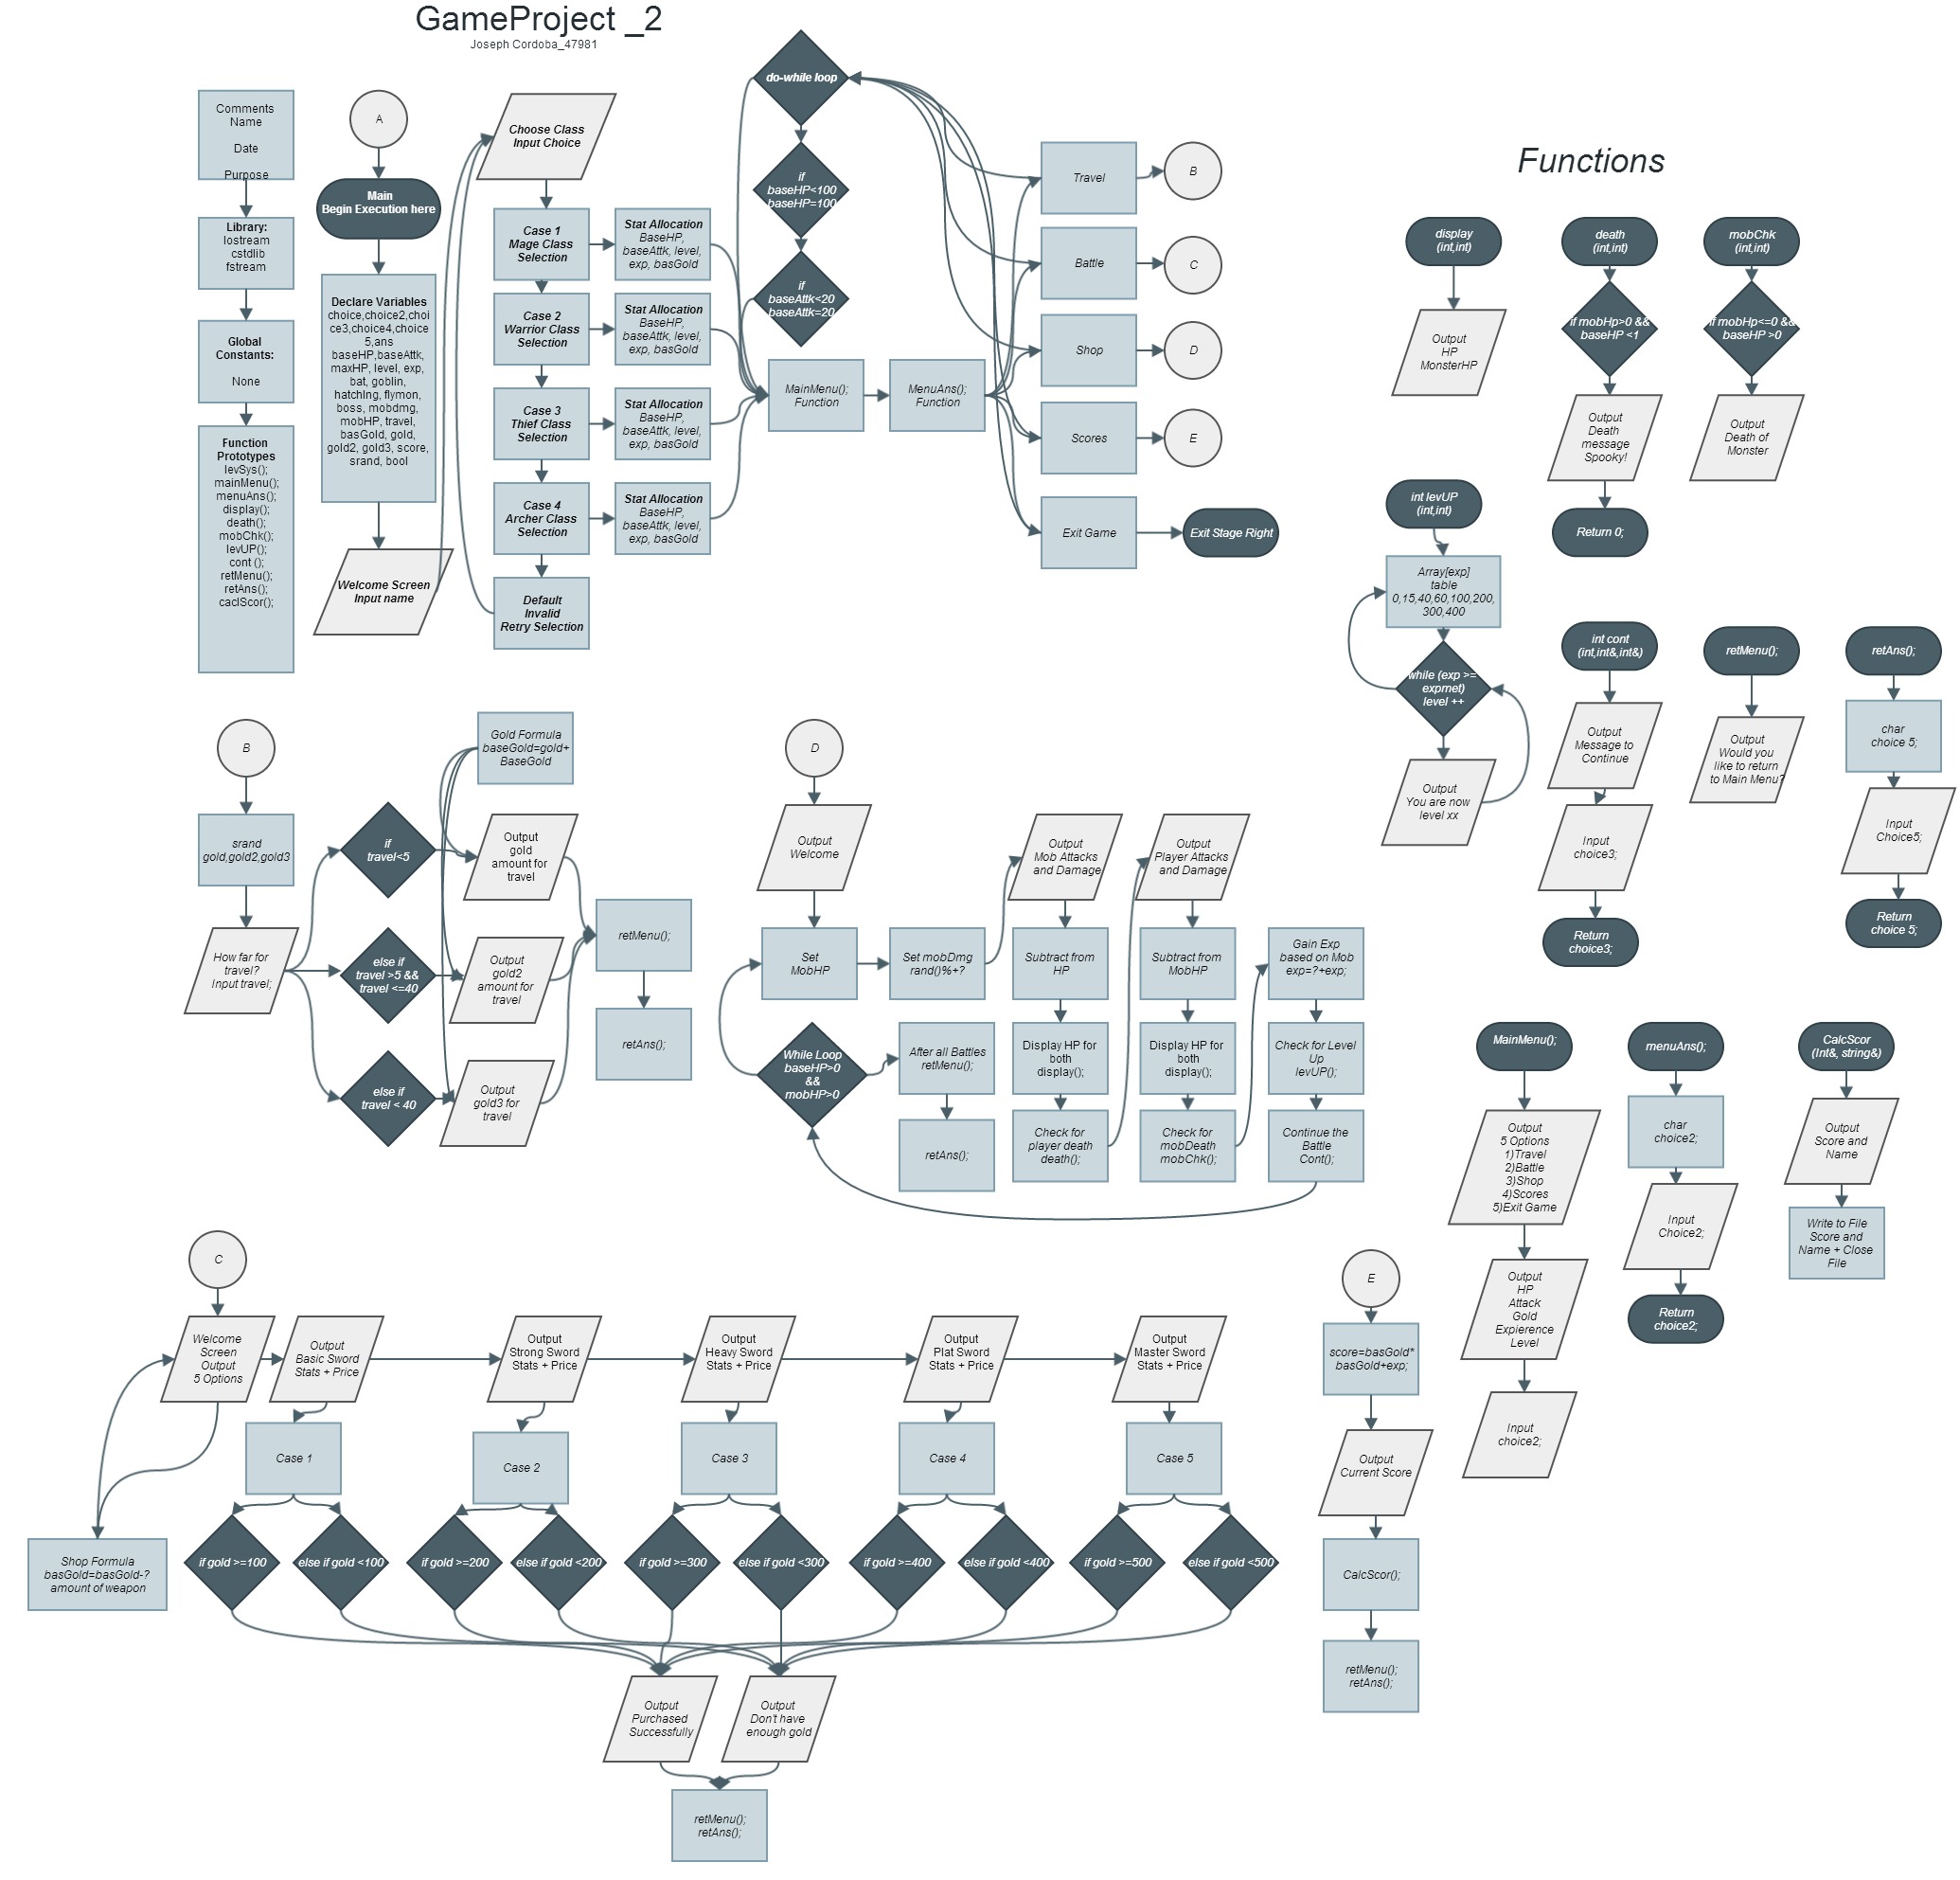 GameProject _2
Joseph Cordoba_47981
Comments
Name
Date
Purpose
Library:
Iostream
cstdlib
fstream
Global
Constants:
None
Function
Prototypes
levSys();
mainMenu();
menuAns();
display();
death();
mobChk();
levUP();
cont ();
retMenu();
retAns();
caclScor();
A
Main
Begin Execution here
Declare Variables
choice,choice2,choi
ce3,choice4,choice
5,ans
baseHP,baseAttk,
maxHP, level, exp,
bat, goblin,
hatchlng, flymon,
boss, mobdmg,
mobHP, travel,
basGold, gold,
gold2, gold3, score,
srand, bool
Welcome Screen
Input name
Choose Class
Input Choice
Case 1
Mage Class
Selection
Stat Allocation
BaseHP,
baseAttk, level,
exp, basGold
Case 2
Warrior Class
Selection
Stat Allocation
BaseHP,
baseAttk, level,
exp, basGold
Case 3
Thief Class
Selection
Stat Allocation
BaseHP,
baseAttk, level,
exp, basGold
Case 4
Archer Class
Selection
Stat Allocation
BaseHP,
baseAttk, level,
exp, basGold
Default
Invalid
Retry Selection
do-while loop
if
baseHP<100
baseHP=100
if
baseAttk<20
baseAttk=20
MainMenu();
Function
MenuAns();
Function
Travel
B
Battle
C
Shop
D
Scores
E
Exit Game
Exit Stage Right
Functions
display
(int,int)
Output
HP
MonsterHP
death
(int,int)
if mobHp>0 &&
baseHP <1
Output
Death
message
Spooky!
Return 0;
mobChk
(int,int)
if mobHp<=0 &&
baseHP >0
Output
Death of
Monster
int levUP
(int,int)
Array[exp]
table
0,15,40,60,100,200,
300,400
while (exp >=
expmet)
level ++
Output
You are now
level xx
int cont
(int,int&,int&)
Output
Message to
Continue
Input
choice3;
Return
choice3;
retMenu();
Output
Would you
like to return
to Main Menu?
retAns();
char
choice 5;
Input
Choice5;
Return
choice 5;
B
srand
gold,gold2,gold3
How far for
travel?
Input travel;
if
travel<5
else if
travel >5 &&
travel <=40
else if
travel < 40
Gold Formula
baseGold=gold+
BaseGold
Output
gold
amount for
travel
Output
gold2
amount for
travel
Output
gold3 for
travel
retMenu();
retAns();
D
Output
Welcome
Set
MobHP
Set mobDmg
rand()%+?
While Loop
baseHP>0
&&
mobHP>0
After all Battles
retMenu();
retAns();
Output
Mob Attacks
and Damage
Subtract from
HP
Display HP for
both
display();
Check for
player death
death();
Output
Player Attacks
and Damage
Subtract from
MobHP
Display HP for
both
display();
Check for
mobDeath
mobChk();
Gain Exp
based on Mob
exp=?+exp;
Check for Level
Up
levUP();
Continue the
Battle
Cont();
MainMenu();
Output
5 Options
1)Travel
2)Battle
3)Shop
4)Scores
5)Exit Game
Output
HP
Attack
Gold
Expierence
Level
Input
choice2;
menuAns();
char
choice2;
Input
Choice2;
Return
choice2;
CalcScor
(Int&, string&)
Output
Score and
Name
Write to File
Score and
Name + Close
File
C
Welcome
Screen
Output
5 Options
Output
Basic Sword
Stats + Price
Output
Strong Sword
Stats + Price
Output
Heavy Sword
Stats + Price
Output
Plat Sword
Stats + Price
Output
Master Sword
Stats + Price
Case 1
Case 2
Case 3
Case 4
Case 5
Shop Formula
basGold=basGold-?
amount of weapon
if gold >=100
else if gold <100
if gold >=200
else if gold <200
if gold >=300
else if gold <300
if gold >=400
else if gold <400
if gold >=500
else if gold <500
Output
Purchased
Successfully
Output
Don't have
enough gold
retMenu();
retAns();
E
score=basGold*
basGold+exp;
Output
Current Score
CalcScor();
retMenu();
retAns();